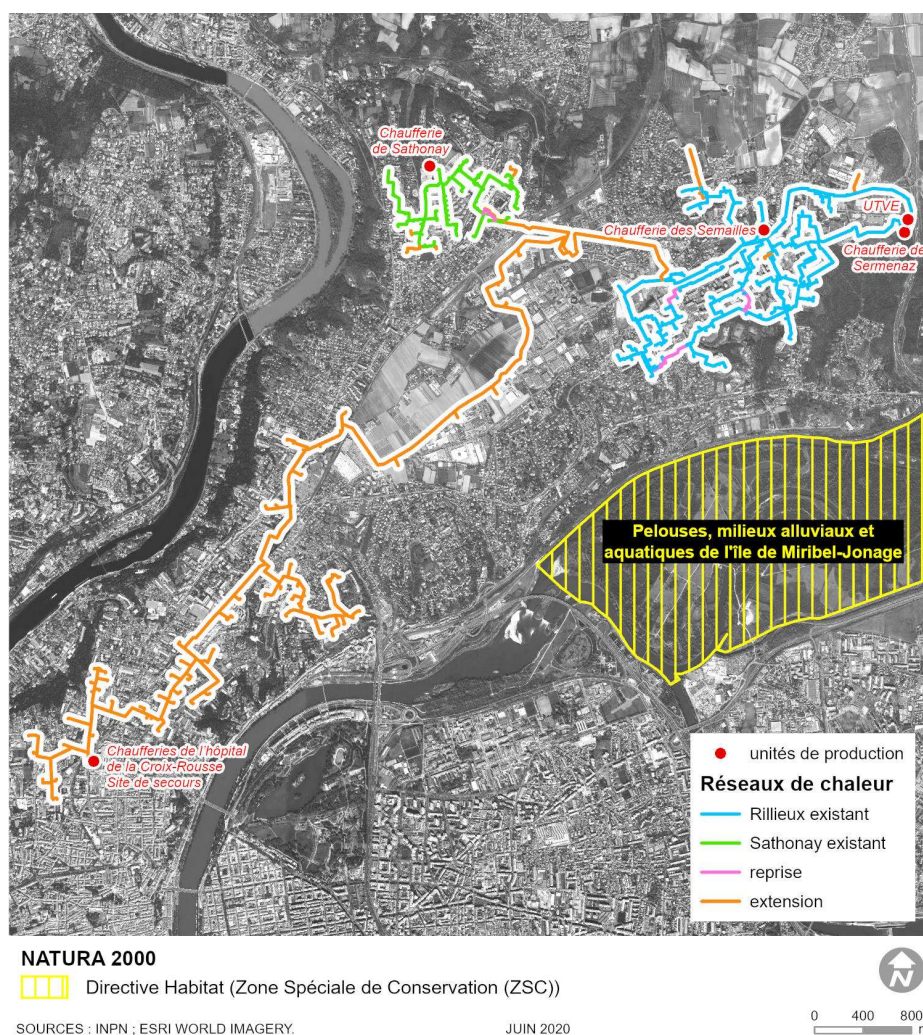 Chaufferie
de Sathonay
UTVE
Chaufferie des Semailles
Chaufferie de
Sermenaz
Pelouses, milieux alluviaux et
aquatiques de l'île de Miribel-Jonage
Chaufferies de l'hôpital
de la Croix-Rousse
Site de secours
unités de production
Réseaux de chaleur
Rillieux existant
Sathonay existant
reprise
extension
NATURA 2000
Directive Habitat (Zone Spéciale de Conservation (ZSC))
N
SOURCES : INPN ; ESRI WORLD IMAGERY.
JUIN 2020
0 400 800